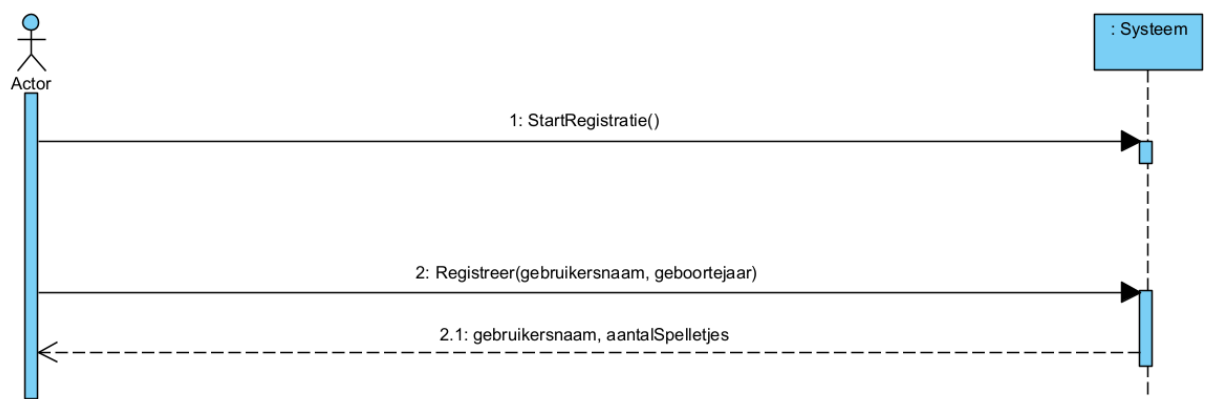 : Systeem
Actor
1: StartRegistratie()
2: Registreer(gebruikersnaam, geboortejaar)
2.1: gebruikersnaam, aantalSpelletjes